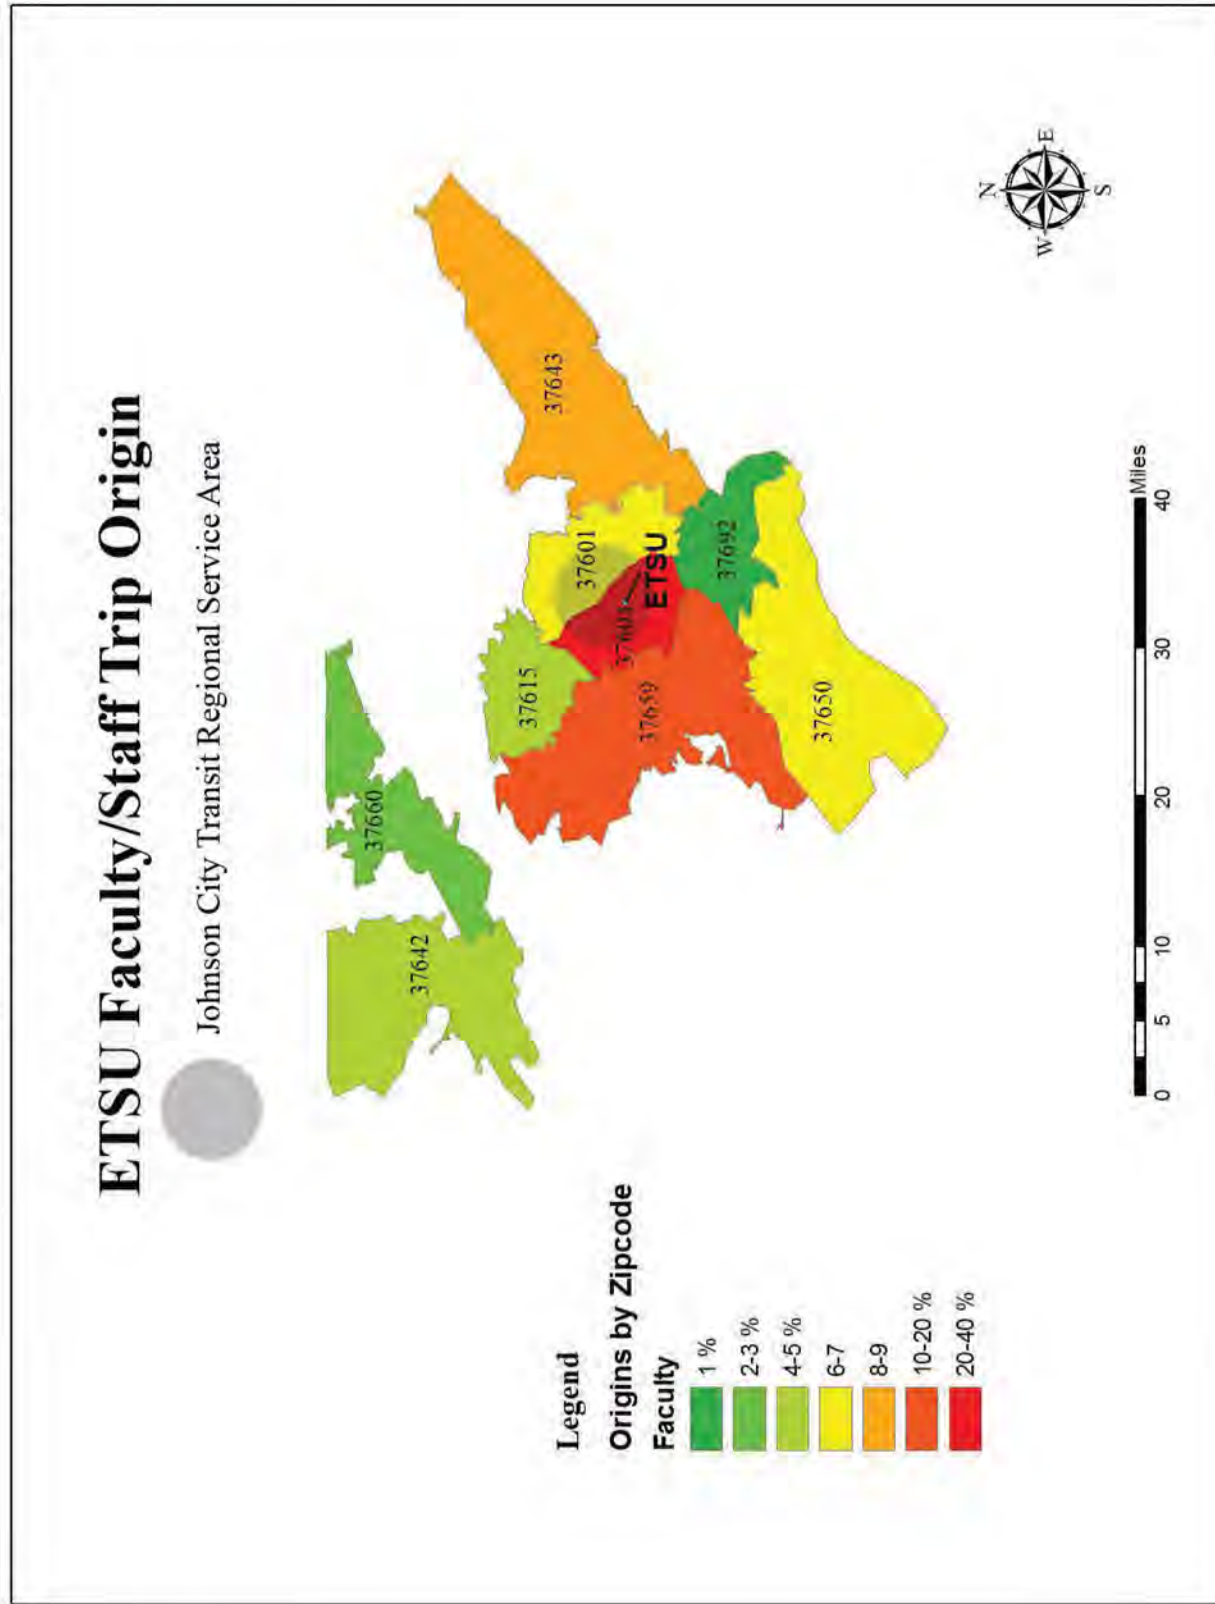 ETSU Faculty/Staff Trip Origin
Johnson City Transit Regional Service Area
37642
37660
37615
37601
37643
37659
ETSU
37692
37650
N
W
E
S
Legend
Origins by Zipcode
Faculty
1 %
2-3 %
4-5 %
6-7
8-9
10-20 %
20-40 %
0 5 10 20 30 40
Miles